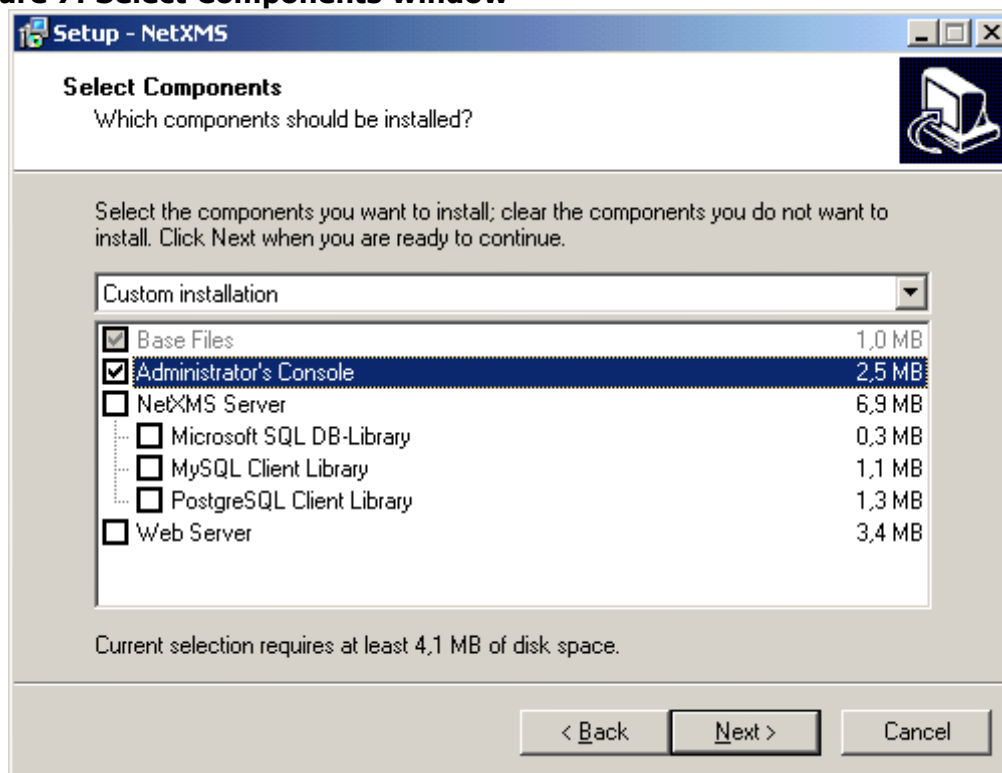 7. Select Components window
Setup - NetXMS
Select Components
Which components should be installed?
Select the components you want to install; clear the components you do not want to
install. Click Next when you are ready to continue.
Custom installation
Base Files 1,0 MB
Administrator's Console 2,5 MB
NetXMS Server 6,9 MB
Microsoft SQL DB-Library 0,3 MB
MySQL Client Library 1,1 MB
PostgreSQL Client Library 1,3 MB
Web Server 3,4 MB
Current selection requires at least 4,1 MB of disk space.
< Back Next > Cancel